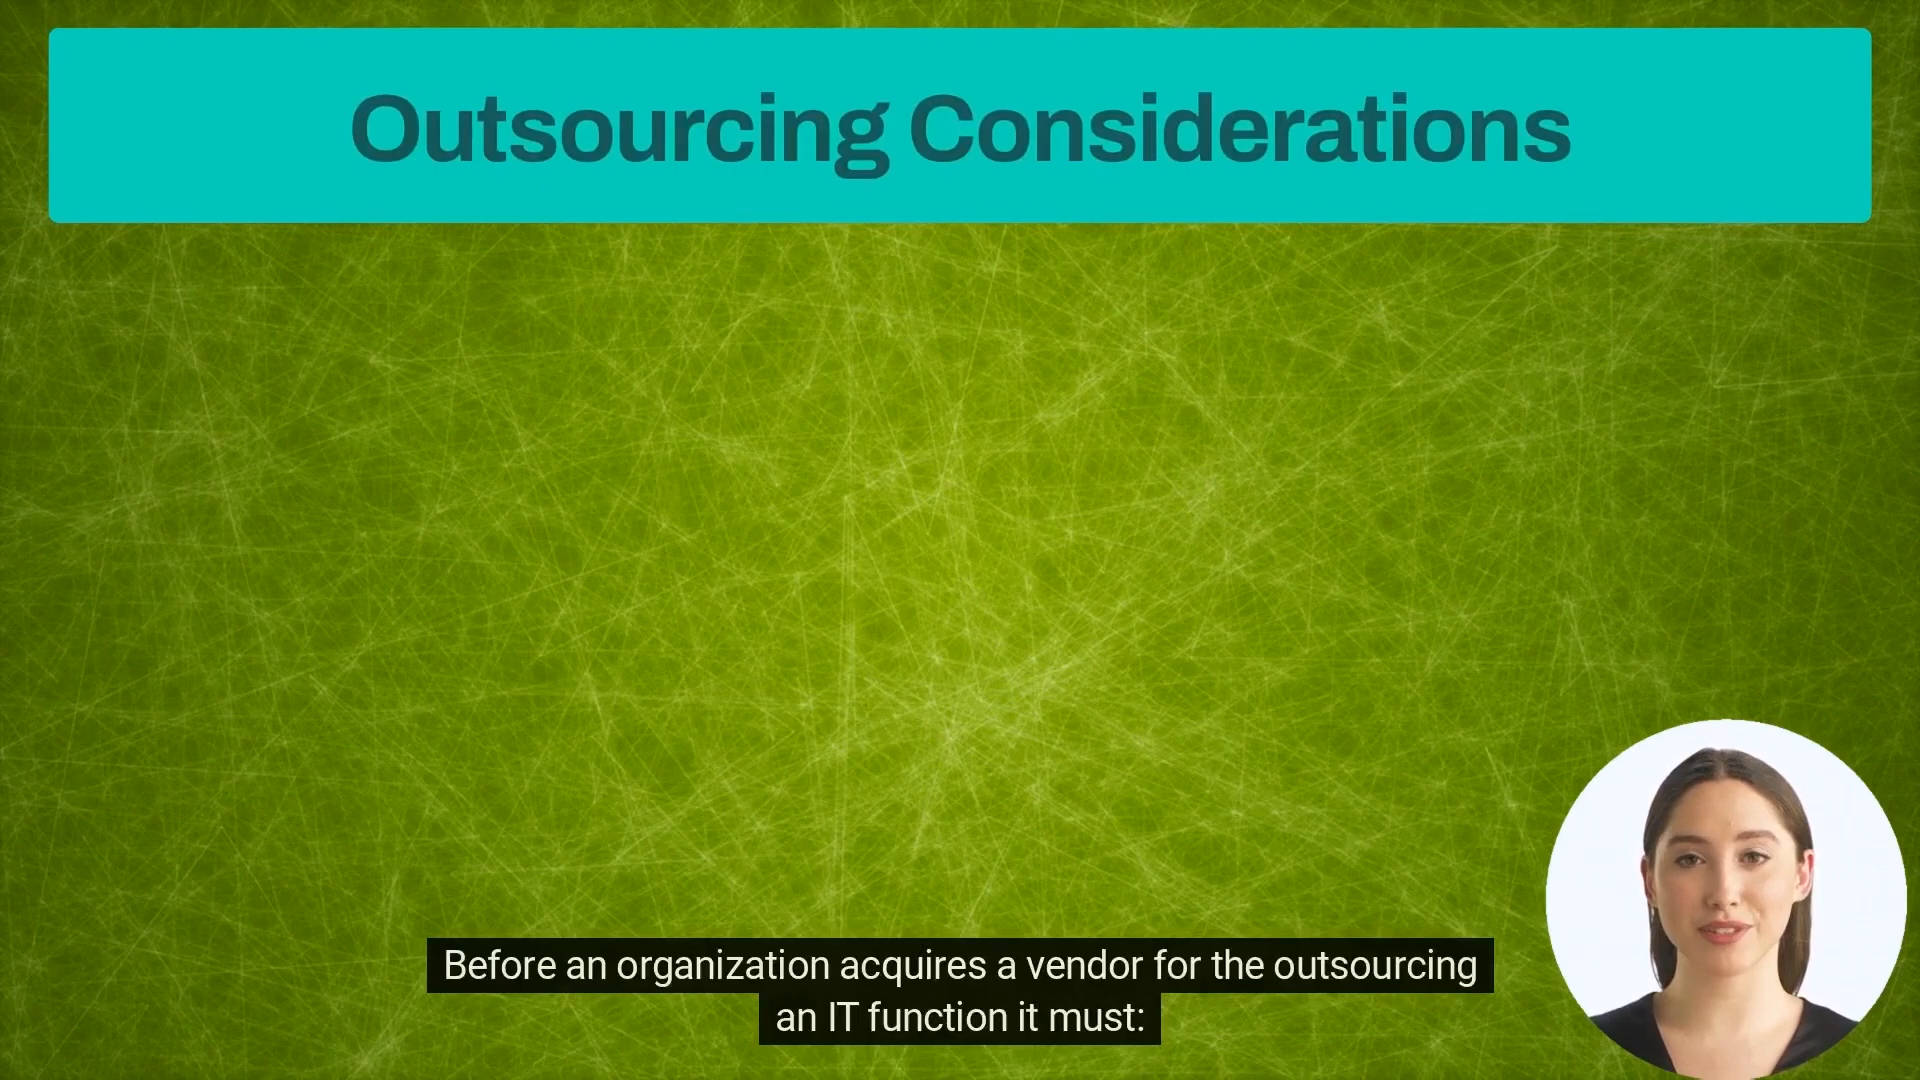 Outsourcing Considerations
Before an organization acquires a vendor for the outsourcing
an IT function it must: